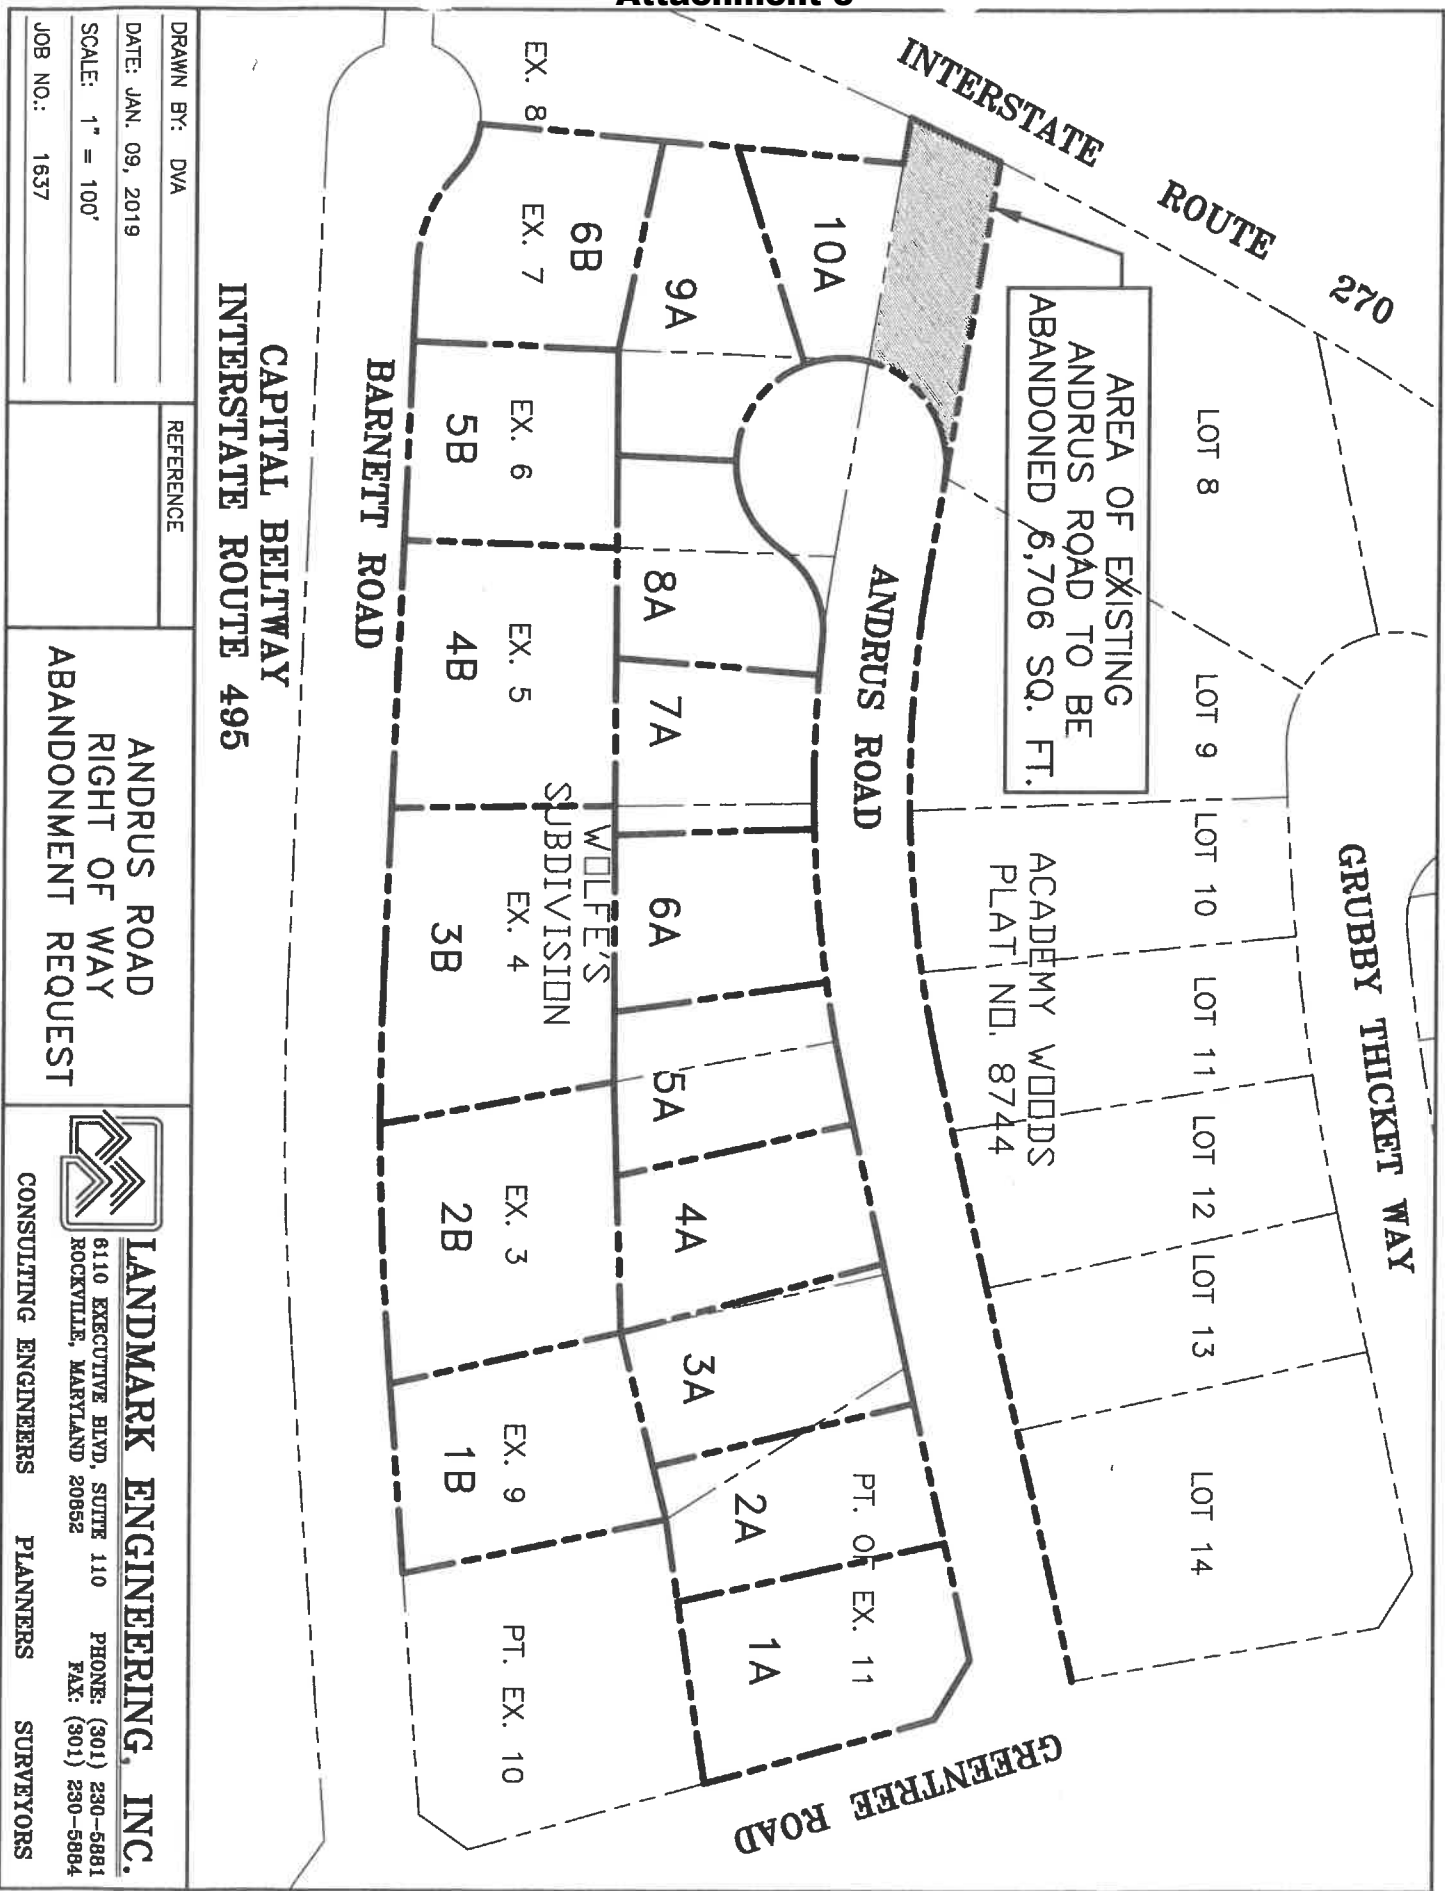 INTERSTATE ROUTE 270
AREA OF EXISTING
ANDRUS ROAD TO BE
ABANDONED 6,706 SQ. FT.
LOT 8
LOT 9
LOT 10
LOT 11
LOT 12
LOT 13
LOT 14
GRUBBY THICKET WAY
ACADEMY WOODS
PLAT NO. 8744
ANDRUS ROAD
GREENTREE ROAD
10A
9A
8A
7A
6A
5A
4A
3A
2A
1A
PT. OF EX. 11
WOLFE'S
SUBDIVISION
EX. 8
6B
EX. 7
EX. 6
5B
EX. 5
4B
EX. 4
3B
EX. 3
2B
EX. 9
1B
PT. EX. 10
BARNETT ROAD
CAPITAL BELTWAY
INTERSTATE ROUTE 495
DRAWN BY: DVA
DATE: JAN. 09, 2019
SCALE: 1" = 100'
JOB NO.: 1637
REFERENCE
ANDRUS ROAD
RIGHT OF WAY
ABANDONMENT REQUEST
LANDMARK ENGINEERING, INC.
6110 EXECUTIVE BLVD, SUITE 110 PHONE: (301) 230-5881
ROCKVILLE, MARYLAND 20852 FAX: (301) 230-5884
CONSULTING ENGINEERS PLANNERS SURVEYORS